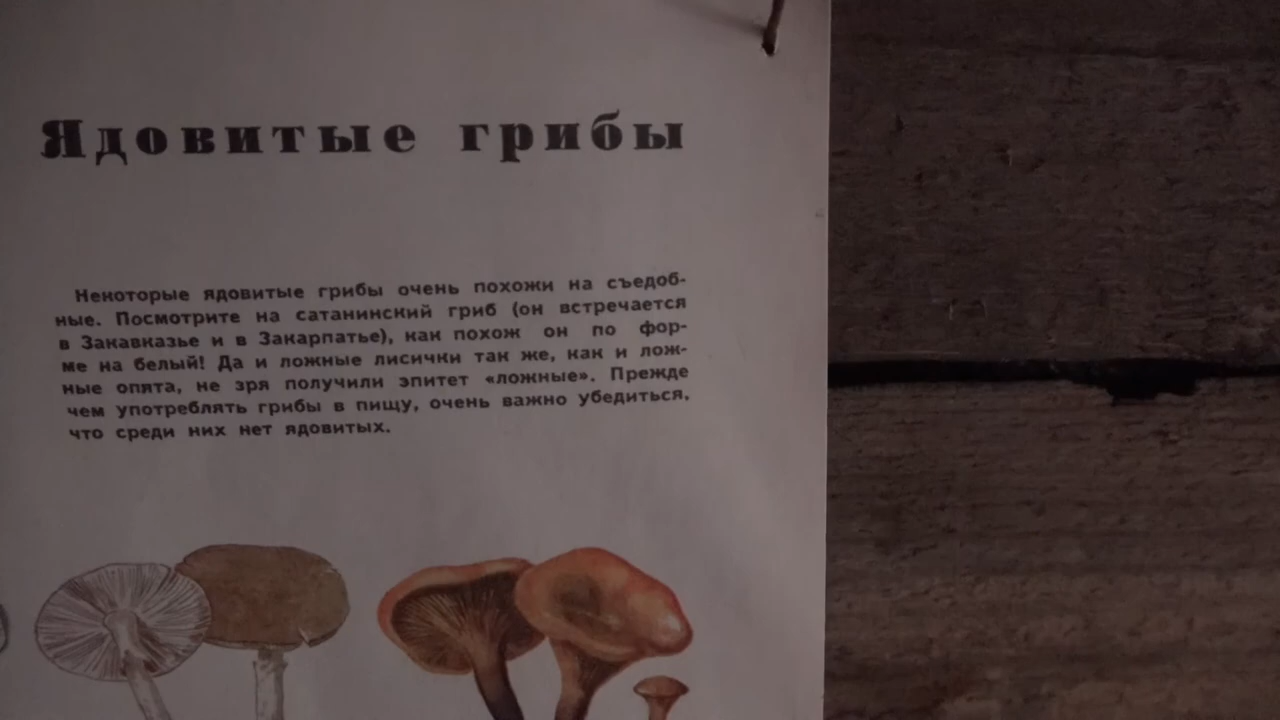 Ядовитые грибы
Некоторые ядовитые грибы очень похожи на съедоб-
ные. Посмотрите на сатанинский гриб (он встречается
в Закавказье и в Закарпатье), как похож он по фор-
ме на белый! Да и ложные лисички так же, как и лож-
ные опята, не зря получили эпитет «ложные». Прежде
чем употреблять грибы в пищу, очень важно убедиться,
что среди них нет ядовитых.